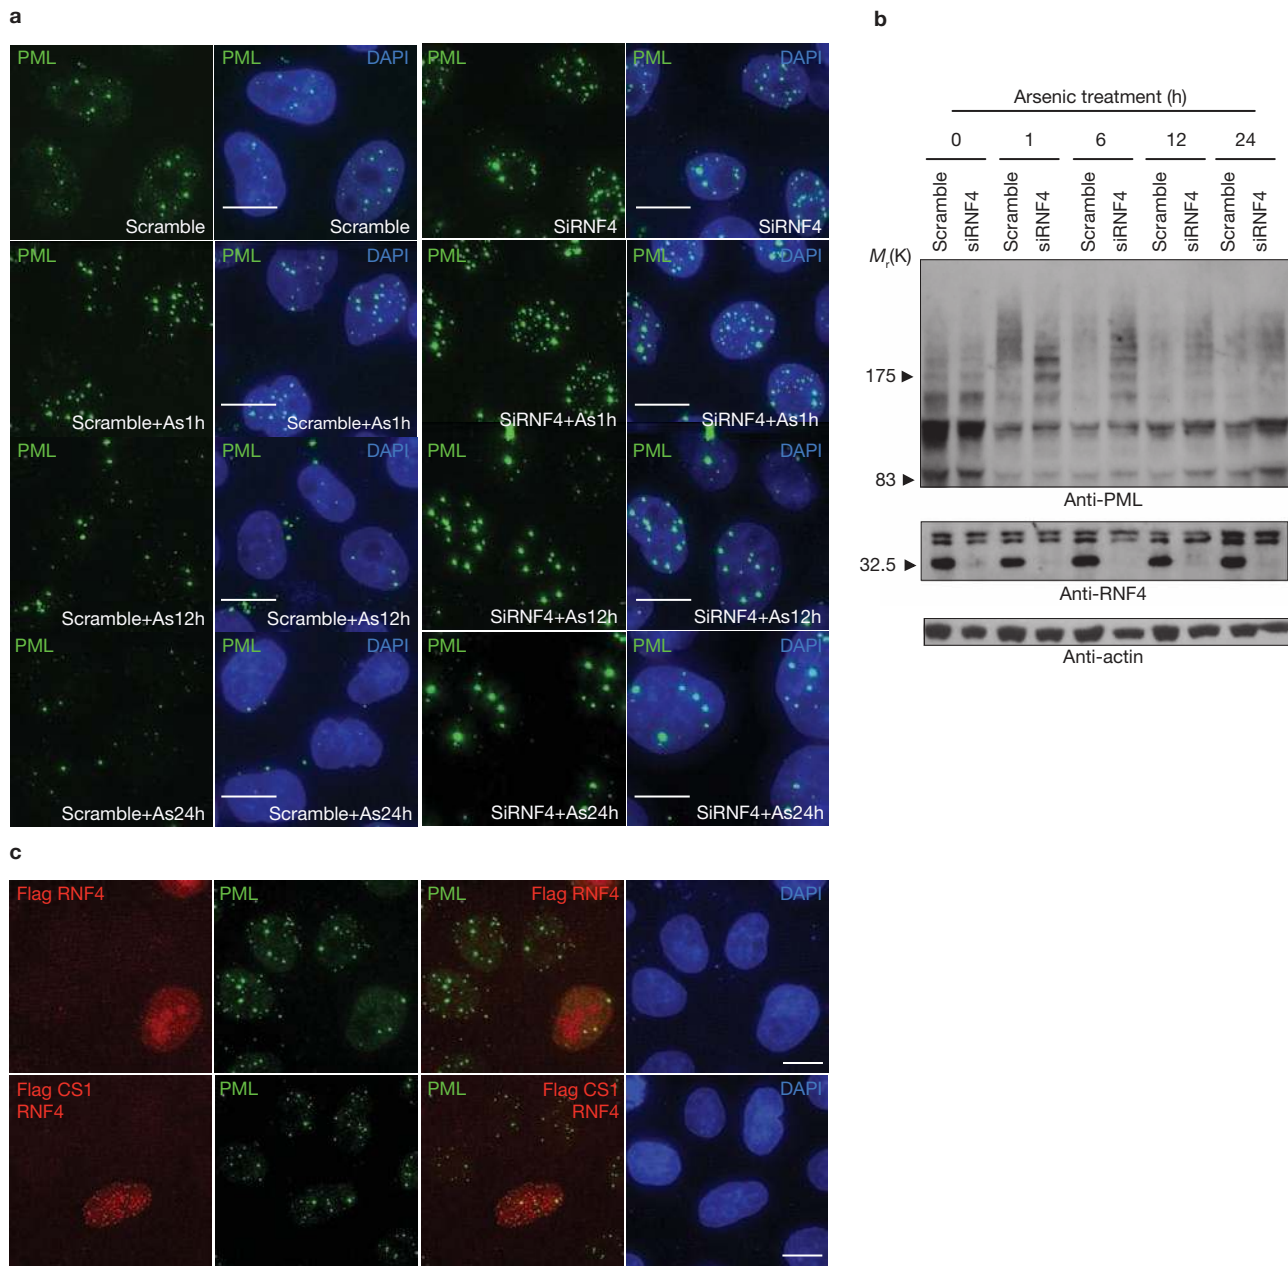 a
PML
PML DAPI
PML
PML DAPI
Scramble
Scramble
SiRNF4
SiRNF4
PML
PML DAPI
PML
PML DAPI
Scramble+As1h
Scramble+As1h
SiRNF4+As1h
SiRNF4+As1h
PML
PML DAPI
PML
PML DAPI
Scramble+As12h
Scramble+As12h
SiRNF4+As12h
SiRNF4+As12h
PML
PML DAPI
PML
PML DAPI
Scramble+As24h
Scramble+As24h
SiRNF4+As24h
SiRNF4+As24h
b
Arsenic treatment (h)
0 1 6 12 24
Scramble
siRNF4
Scramble
siRNF4
Scramble
siRNF4
Scramble
siRNF4
Scramble
siRNF4
Mr(K)
175
83
Anti-PML
32.5
Anti-RNF4
Anti-actin
c
Flag RNF4
PML
PML Flag RNF4
DAPI
Flag CS1
RNF4
PML
PML Flag CS1
RNF4
DAPI